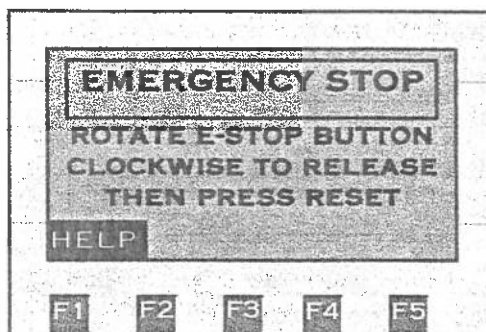 EMERGENCY STOP
ROTATE E-STOP BUTTON
CLOCKWISE TO RELEASE
THEN PRESS RESET
HELP
F1 F2 F3 F4 F5